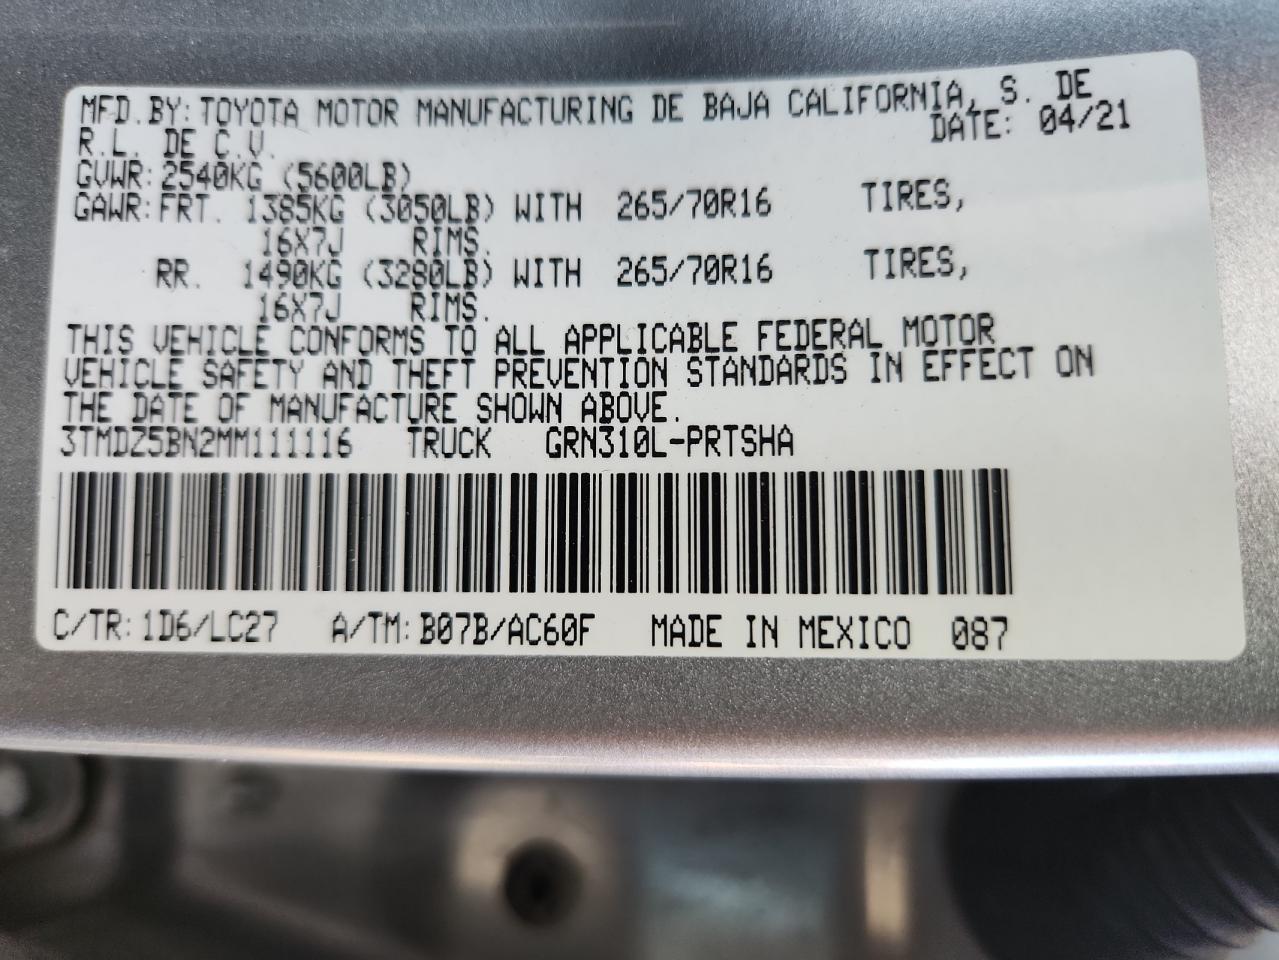 MFD.BY:TOYOTA MOTOR MANUFACTURING DE BAJA CALIFORNIA, S. DE
R.L. DE C.V. DATE: 04/21
GVWR:2540KG (5600LB)
GAWR:FRT. 1385KG (3050LB) WITH 265/70R16 TIRES,
16X7J RIMS.
RR. 1490KG (3280LB) WITH 265/70R16 TIRES,
16X7J RIMS.
THIS VEHICLE CONFORMS TO ALL APPLICABLE FEDERAL MOTOR
VEHICLE SAFETY AND THEFT PREVENTION STANDARDS IN EFFECT ON
THE DATE OF MANUFACTURE SHOWN ABOVE.
3TMDZ5BN2MM111116 TRUCK GRN310L-PRTSHA
C/TR:1D6/LC27 A/TM:B07B/AC60F MADE IN MEXICO 087